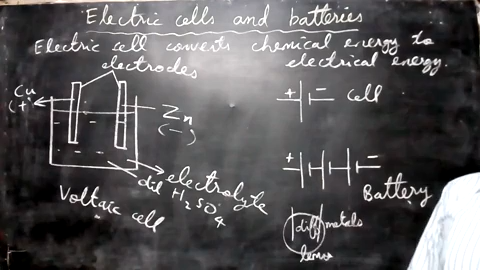 Electric cells and batteries
Electric cell converts chemical energy to
electrical energy.
electrodes
Cu
(+)
Zn
(-)
electrolyte
dil H2SO4
Voltaic cell
+ - Cell
+ -
Battery
diff metals